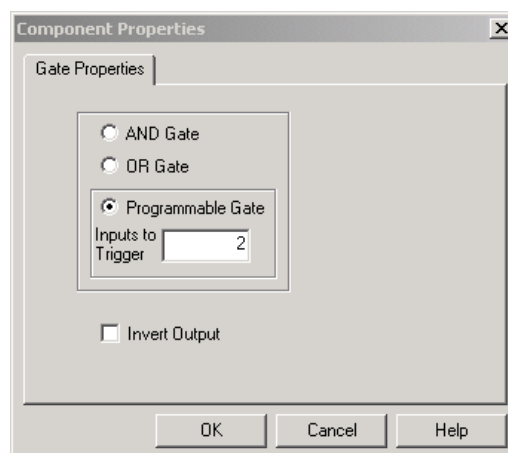 Component Properties
Gate Properties
AND Gate
OR Gate
Programmable Gate
Inputs to
Trigger
2
Invert Output
OK Cancel Help